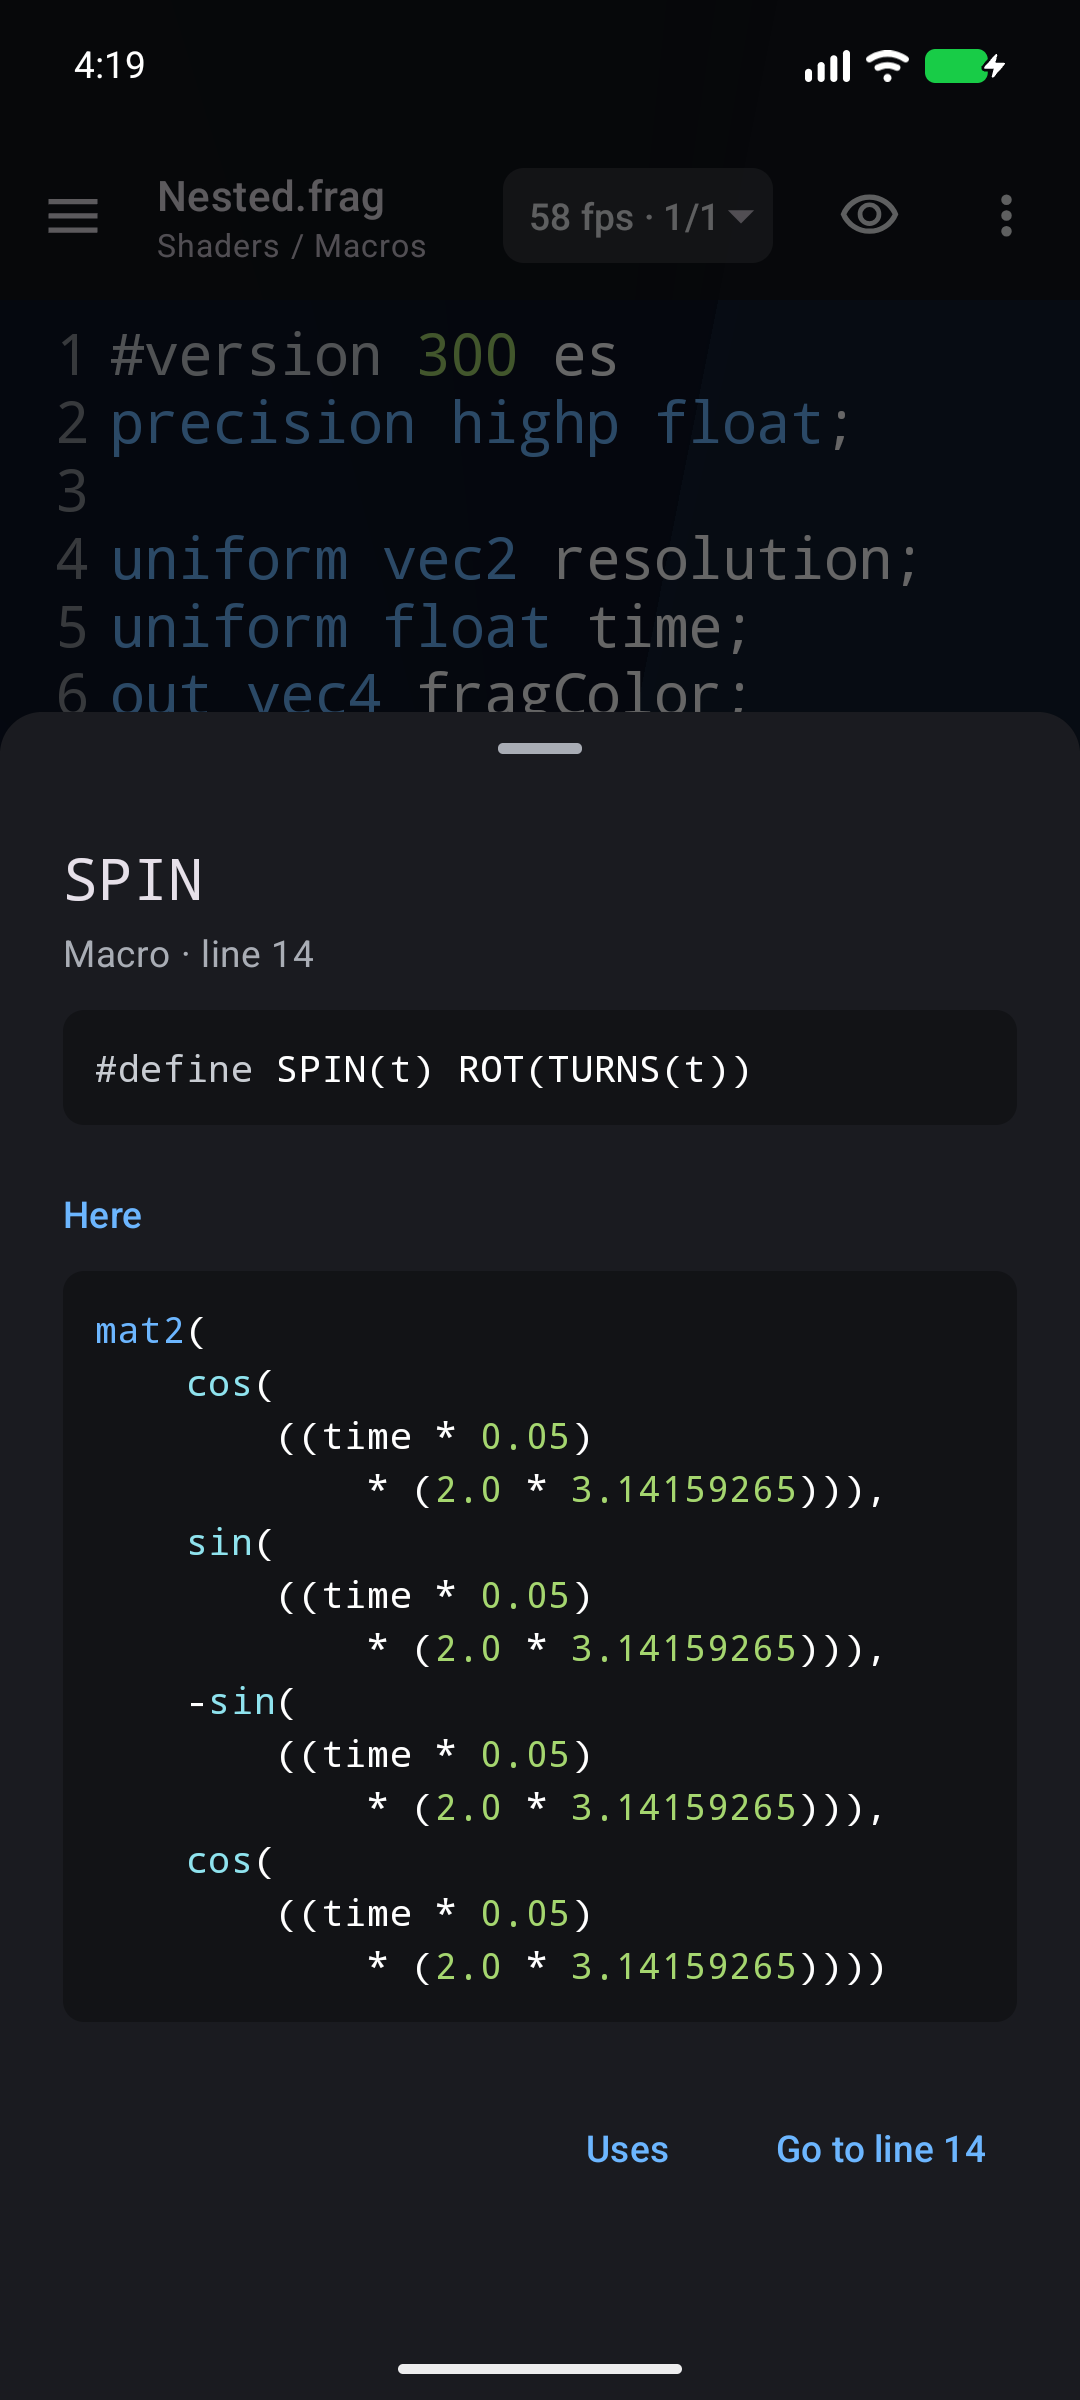 4:19
Nested.frag
Shaders / Macros
58 fps · 1/1
1 #version 300 es
2 precision highp float;
3
4 uniform vec2 resolution;
5 uniform float time;
6 out vec4 fragColor;
SPIN
Macro · line 14
#define SPIN(t) ROT(TURNS(t))
Here
mat2(
    cos(
        ((time * 0.05)
            * (2.0 * 3.14159265))),
    sin(
        ((time * 0.05)
            * (2.0 * 3.14159265))),
    -sin(
        ((time * 0.05)
            * (2.0 * 3.14159265))),
    cos(
        ((time * 0.05)
            * (2.0 * 3.14159265))))
Uses
Go to line 14